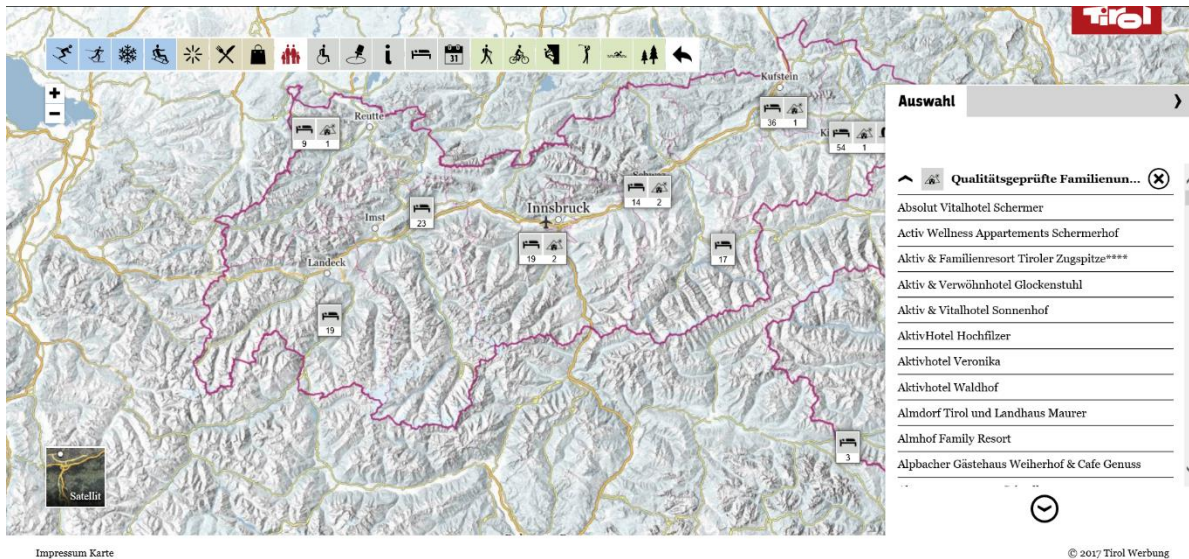 tirol
31
+
−
Kufstein
36 1
Auswahl
Reutte
9 1
54 1
Qualitätsgeprüfte Familienun...
14 2
Absolut Vitalhotel Schermer
Innsbruck
Imst
23
Activ Wellness Appartements Schermerhof
19 2
17
Aktiv & Familienresort Tiroler Zugspitze****
Landeck
Aktiv & Verwöhnhotel Glockenstuhl
19
Aktiv & Vitalhotel Sonnenhof
AktivHotel Hochfilzer
Aktivhotel Veronika
Aktivhotel Waldhof
Almdorf Tirol und Landhaus Maurer
Almhof Family Resort
3
Alpbacher Gästehaus Weiherhof & Cafe Genuss
Satellit
Impressum Karte
© 2017 Tirol Werbung